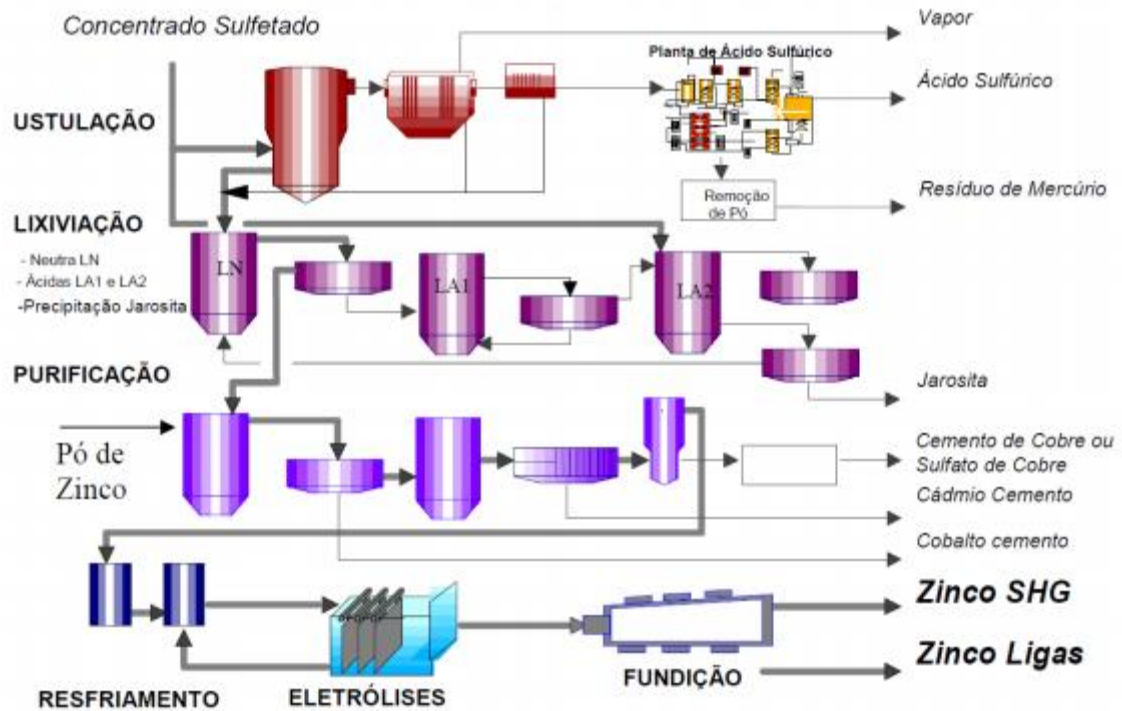 Concentrado Sulfetado
Vapor
Planta de Ácido Sulfúrico
Ácido Sulfúrico
USTULAÇÃO
Remoção
de Pó
Resíduo de Mercúrio
LIXIVIAÇÃO
- Neutra LN
- Ácidas LA1 e LA2
-Precipitação Jarosita
LN
LA1
LA2
PURIFICAÇÃO
Jarosita
Pó de
Zinco
Cemento de Cobre ou
Sulfato de Cobre
Cádmio Cemento
Cobalto cemento
Zinco SHG
Zinco Ligas
RESFRIAMENTO
ELETRÓLISES
FUNDIÇÃO